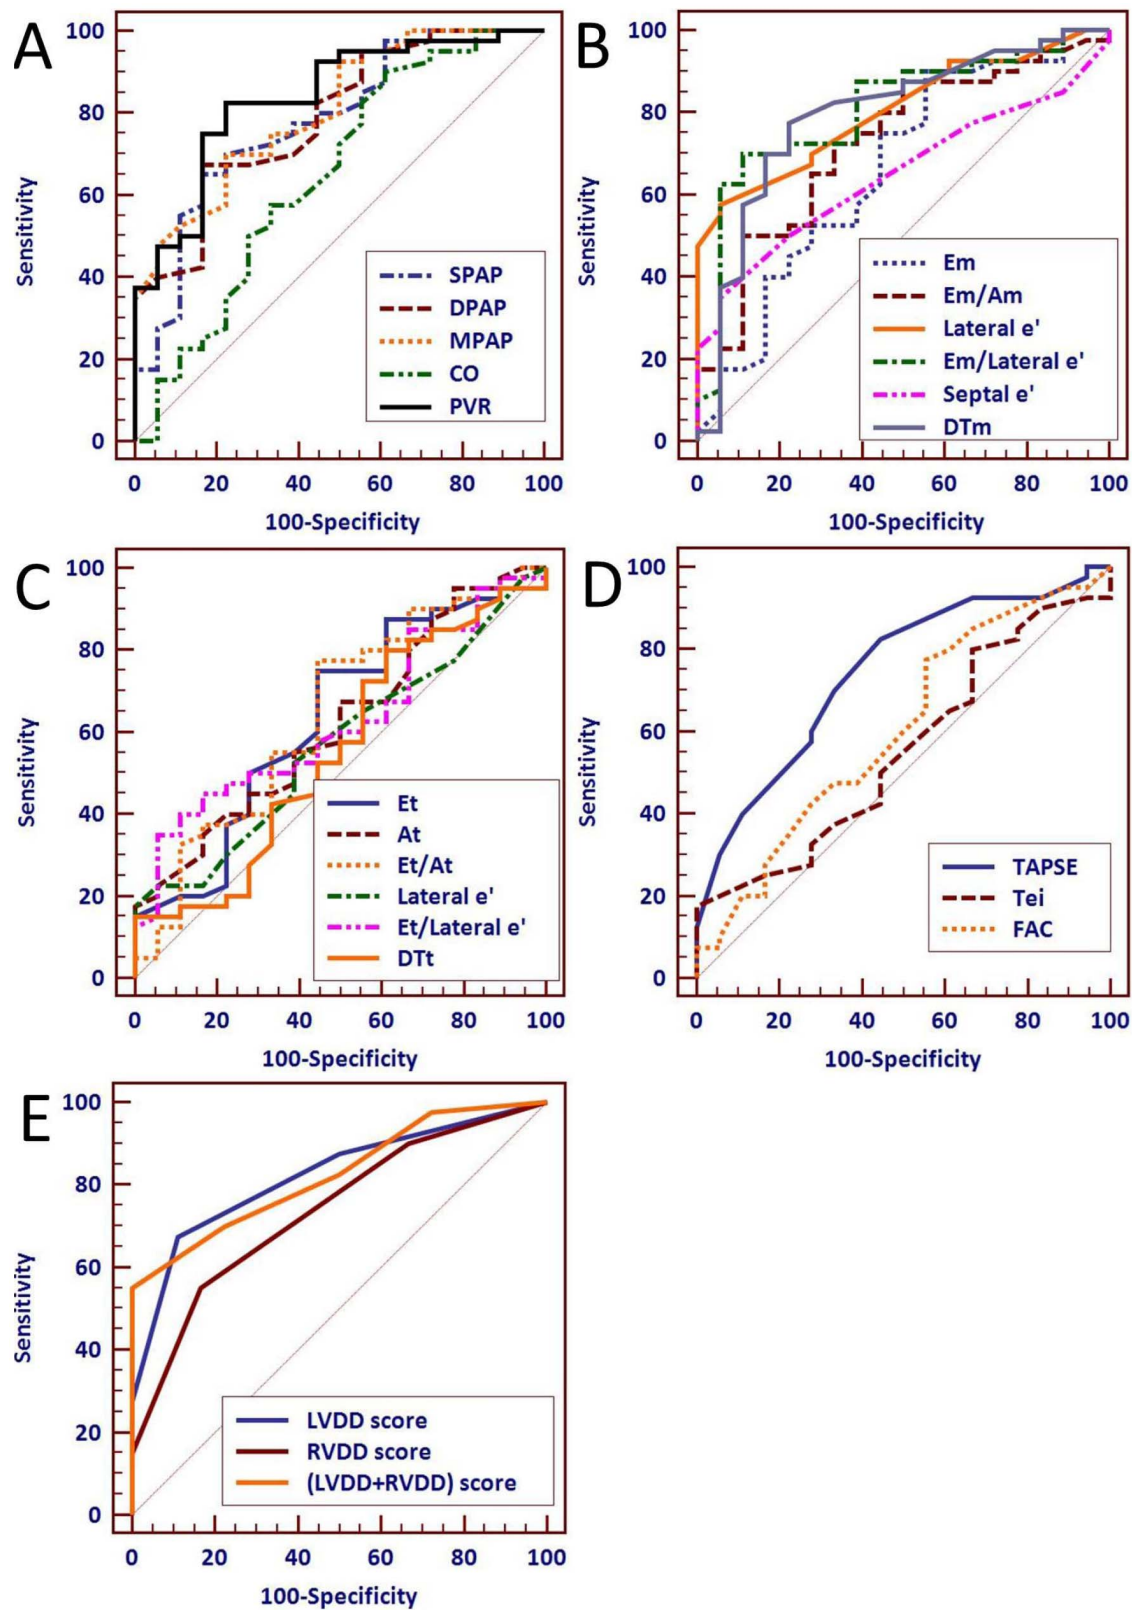 A
Sensitivity
100
80
60
40
20
0
SPAP
DPAP
MPAP
CO
PVR
0 20 40 60 80 100
100-Specificity
B
Sensitivity
100
80
60
40
20
0
Em
Em/Am
Lateral e'
Em/Lateral e'
Septal e'
DTm
0 20 40 60 80 100
100-Specificity
C
Sensitivity
100
80
60
40
20
0
Et
At
Et/At
Lateral e'
Et/Lateral e'
DTt
0 20 40 60 80 100
100-Specificity
D
Sensitivity
100
80
60
40
20
0
TAPSE
Tei
FAC
0 20 40 60 80 100
100-Specificity
E
Sensitivity
100
80
60
40
20
0
LVDD score
RVDD score
(LVDD+RVDD) score
0 20 40 60 80 100
100-Specificity